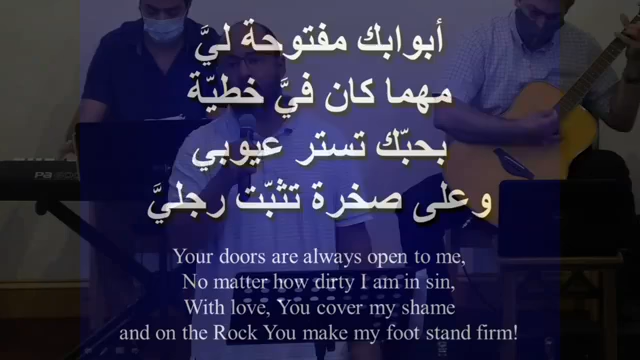 أبوابك مفتوحة ليَّ
مهما كان فيَّ خطيّة
بحبّك تستر عيوبي
وعلى صخرة تثبّت رجليَّ
Your doors are always open to me,
No matter how dirty I am in sin,
With love, You cover my shame
and on the Rock You make my foot stand firm!